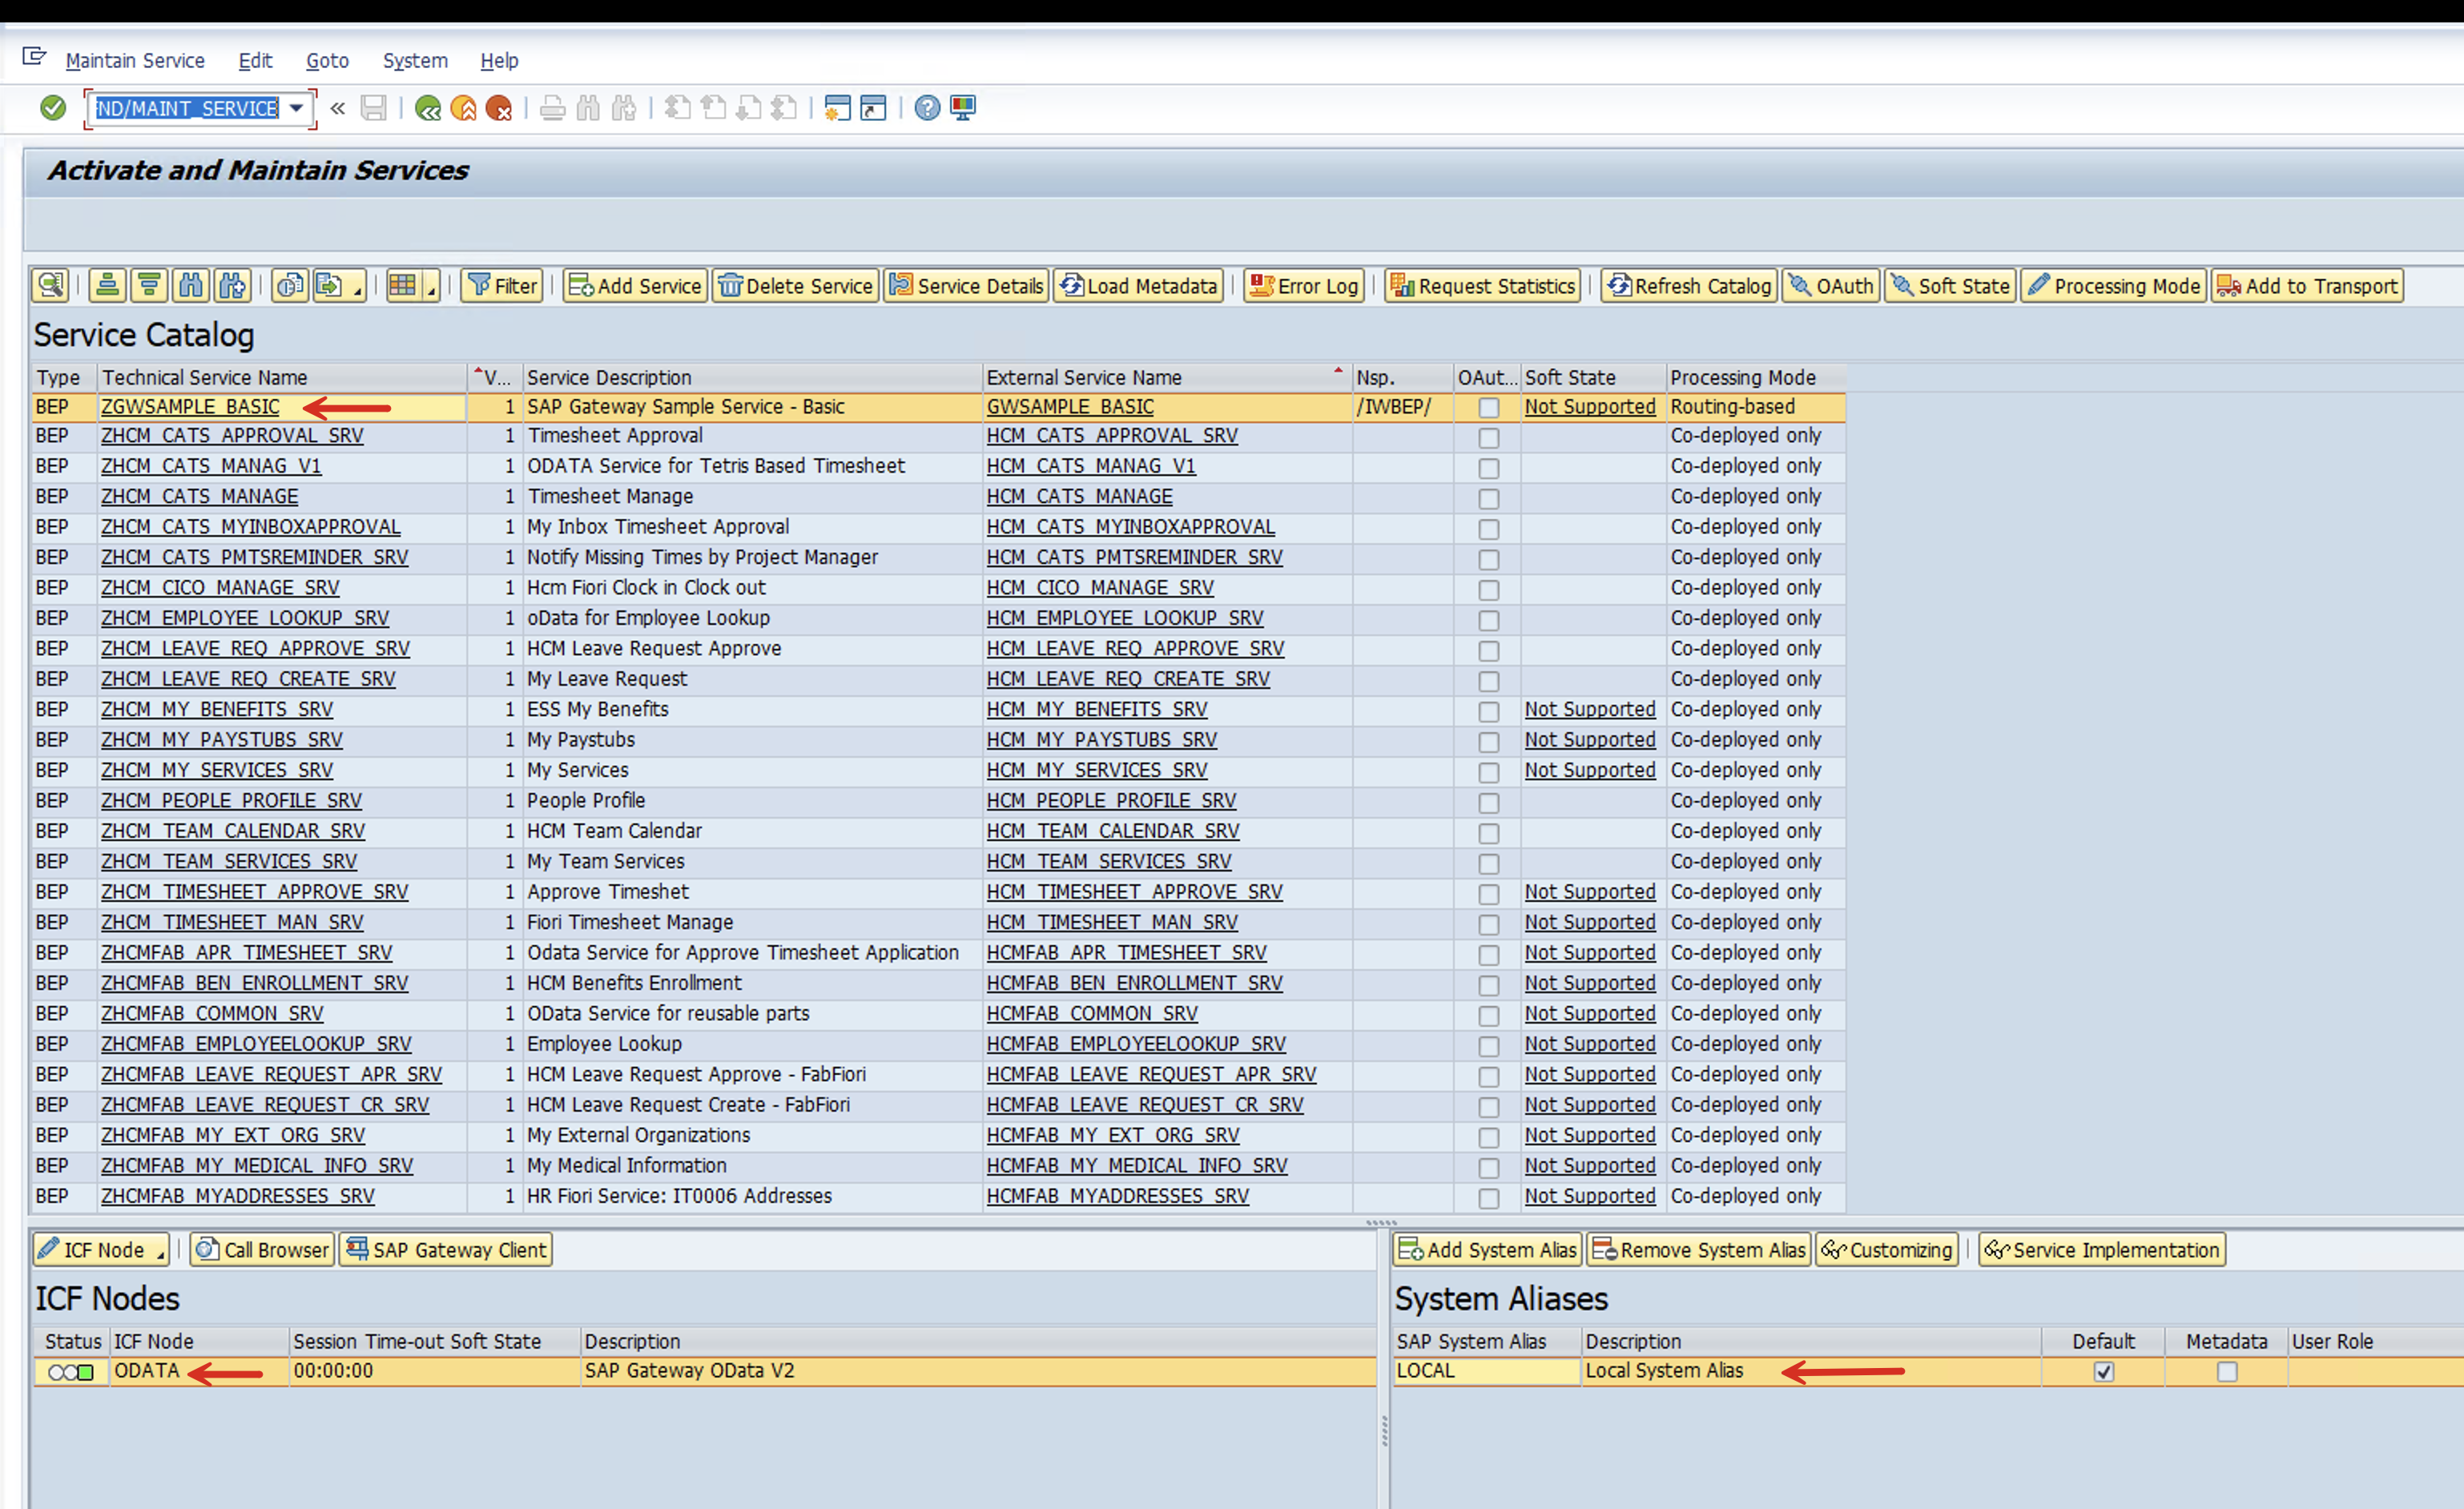 Maintain Service Edit Goto System Help
ND/MAINT_SERVICE
Activate and Maintain Services
Filter Add Service Delete Service Service Details Load Metadata Error Log Request Statistics Refresh Catalog OAuth Soft State Processing Mode Add to Transport
Service Catalog
Type Technical Service Name V... Service Description External Service Name Nsp. OAut... Soft State Processing Mode
BEP ZGWSAMPLE_BASIC 1 SAP Gateway Sample Service - Basic GWSAMPLE_BASIC /IWBEP/ Not Supported Routing-based
BEP ZHCM_CATS_APPROVAL_SRV 1 Timesheet Approval HCM_CATS_APPROVAL_SRV Co-deployed only
BEP ZHCM_CATS_MANAG_V1 1 ODATA Service for Tetris Based Timesheet HCM_CATS_MANAG_V1 Co-deployed only
BEP ZHCM_CATS_MANAGE 1 Timesheet Manage HCM_CATS_MANAGE Co-deployed only
BEP ZHCM_CATS_MYINBOXAPPROVAL 1 My Inbox Timesheet Approval HCM_CATS_MYINBOXAPPROVAL Co-deployed only
BEP ZHCM_CATS_PMTSREMINDER_SRV 1 Notify Missing Times by Project Manager HCM_CATS_PMTSREMINDER_SRV Co-deployed only
BEP ZHCM_CICO_MANAGE_SRV 1 Hcm Fiori Clock in Clock out HCM_CICO_MANAGE_SRV Co-deployed only
BEP ZHCM_EMPLOYEE_LOOKUP_SRV 1 oData for Employee Lookup HCM_EMPLOYEE_LOOKUP_SRV Co-deployed only
BEP ZHCM_LEAVE_REQ_APPROVE_SRV 1 HCM Leave Request Approve HCM_LEAVE_REQ_APPROVE_SRV Co-deployed only
BEP ZHCM_LEAVE_REQ_CREATE_SRV 1 My Leave Request HCM_LEAVE_REQ_CREATE_SRV Co-deployed only
BEP ZHCM_MY_BENEFITS_SRV 1 ESS My Benefits HCM_MY_BENEFITS_SRV Not Supported Co-deployed only
BEP ZHCM_MY_PAYSTUBS_SRV 1 My Paystubs HCM_MY_PAYSTUBS_SRV Not Supported Co-deployed only
BEP ZHCM_MY_SERVICES_SRV 1 My Services HCM_MY_SERVICES_SRV Not Supported Co-deployed only
BEP ZHCM_PEOPLE_PROFILE_SRV 1 People Profile HCM_PEOPLE_PROFILE_SRV Co-deployed only
BEP ZHCM_TEAM_CALENDAR_SRV 1 HCM Team Calendar HCM_TEAM_CALENDAR_SRV Co-deployed only
BEP ZHCM_TEAM_SERVICES_SRV 1 My Team Services HCM_TEAM_SERVICES_SRV Co-deployed only
BEP ZHCM_TIMESHEET_APPROVE_SRV 1 Approve Timeshet HCM_TIMESHEET_APPROVE_SRV Not Supported Co-deployed only
BEP ZHCM_TIMESHEET_MAN_SRV 1 Fiori Timesheet Manage HCM_TIMESHEET_MAN_SRV Not Supported Co-deployed only
BEP ZHCMFAB_APR_TIMESHEET_SRV 1 Odata Service for Approve Timesheet Application HCMFAB_APR_TIMESHEET_SRV Not Supported Co-deployed only
BEP ZHCMFAB_BEN_ENROLLMENT_SRV 1 HCM Benefits Enrollment HCMFAB_BEN_ENROLLMENT_SRV Not Supported Co-deployed only
BEP ZHCMFAB_COMMON_SRV 1 OData Service for reusable parts HCMFAB_COMMON_SRV Not Supported Co-deployed only
BEP ZHCMFAB_EMPLOYEELOOKUP_SRV 1 Employee Lookup HCMFAB_EMPLOYEELOOKUP_SRV Not Supported Co-deployed only
BEP ZHCMFAB_LEAVE_REQUEST_APR_SRV 1 HCM Leave Request Approve - FabFiori HCMFAB_LEAVE_REQUEST_APR_SRV Not Supported Co-deployed only
BEP ZHCMFAB_LEAVE_REQUEST_CR_SRV 1 HCM Leave Request Create - FabFiori HCMFAB_LEAVE_REQUEST_CR_SRV Not Supported Co-deployed only
BEP ZHCMFAB_MY_EXT_ORG_SRV 1 My External Organizations HCMFAB_MY_EXT_ORG_SRV Not Supported Co-deployed only
BEP ZHCMFAB_MY_MEDICAL_INFO_SRV 1 My Medical Information HCMFAB_MY_MEDICAL_INFO_SRV Not Supported Co-deployed only
BEP ZHCMFAB_MYADDRESSES_SRV 1 HR Fiori Service: IT0006 Addresses HCMFAB_MYADDRESSES_SRV Not Supported Co-deployed only
ICF Node Call Browser SAP Gateway Client
ICF Nodes
Status ICF Node Session Time-out Soft State Description
ODATA 00:00:00 SAP Gateway OData V2
Add System Alias Remove System Alias Customizing Service Implementation
System Aliases
SAP System Alias Description Default Metadata User Role
LOCAL Local System Alias